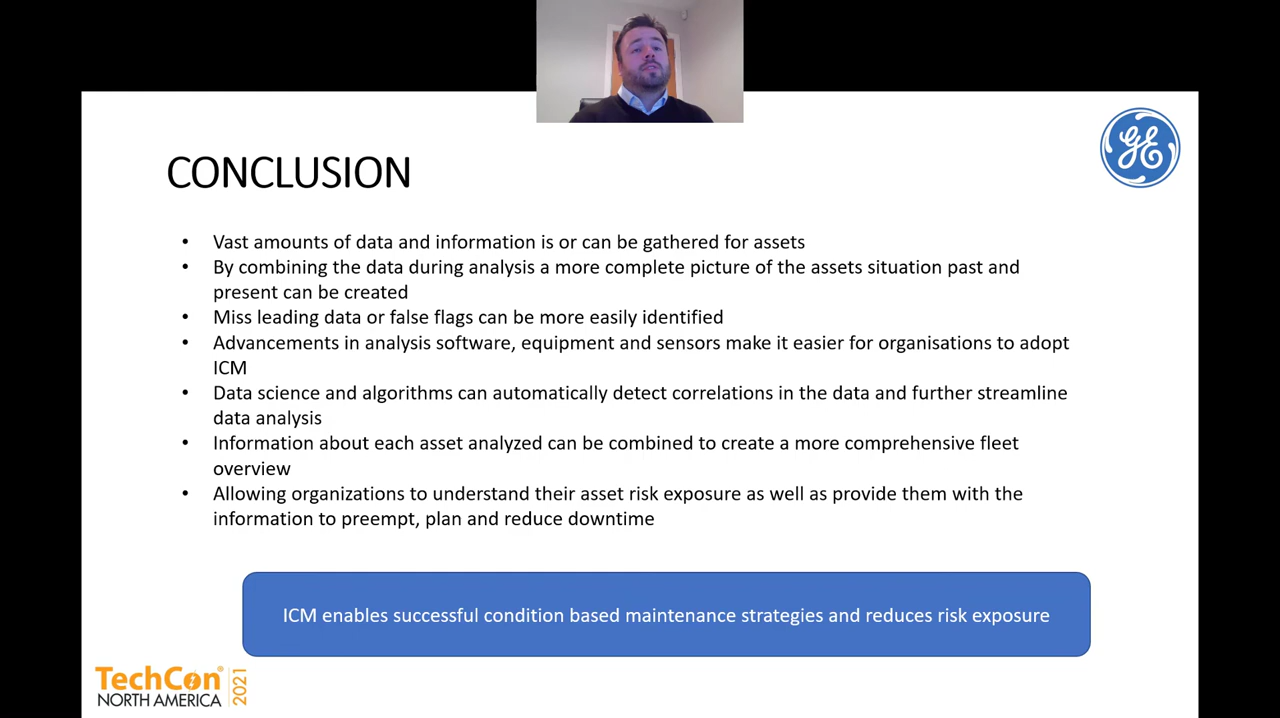 GE
CONCLUSION
• Vast amounts of data and information is or can be gathered for assets
• By combining the data during analysis a more complete picture of the assets situation past and
present can be created
• Miss leading data or false flags can be more easily identified
• Advancements in analysis software, equipment and sensors make it easier for organisations to adopt
ICM
• Data science and algorithms can automatically detect correlations in the data and further streamline
data analysis
• Information about each asset analyzed can be combined to create a more comprehensive fleet
overview
• Allowing organizations to understand their asset risk exposure as well as provide them with the
information to preempt, plan and reduce downtime
ICM enables successful condition based maintenance strategies and reduces risk exposure
TechCon®
NORTH AMERICA
2021